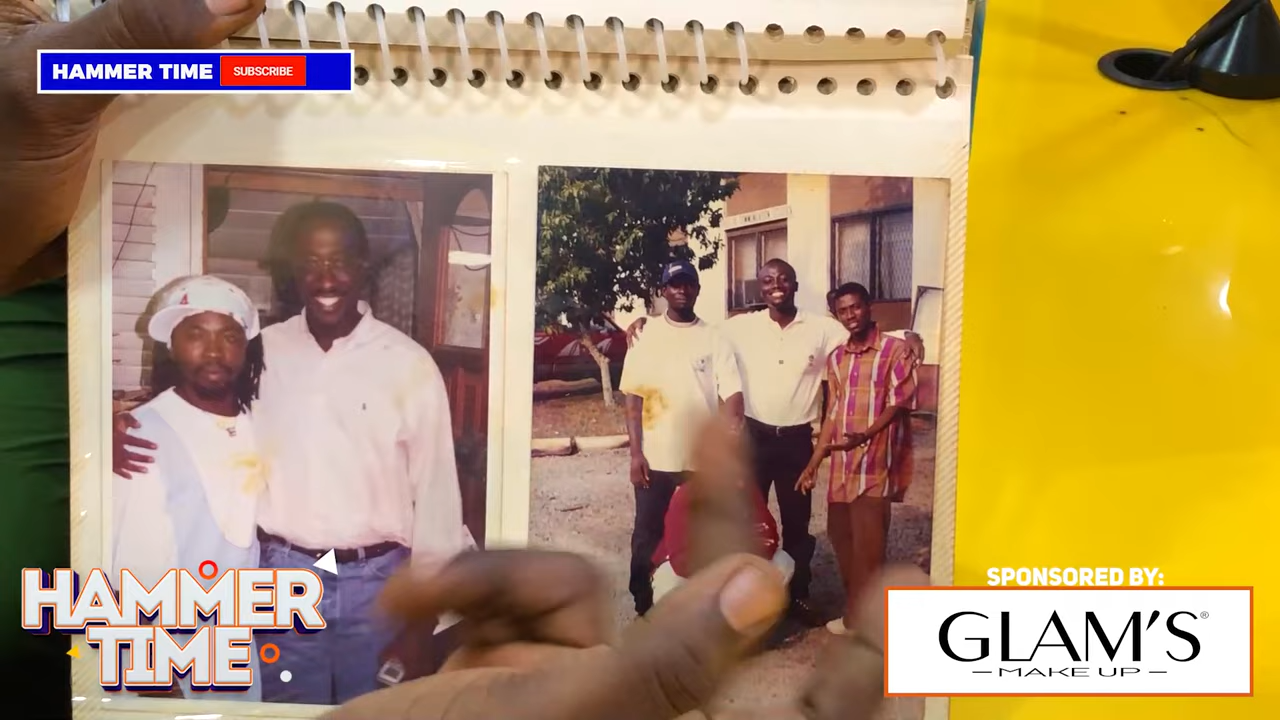 HAMMER TIME
SUBSCRIBE
HAMMER
TIME
SPONSORED BY:
GLAM'S®
MAKE UP